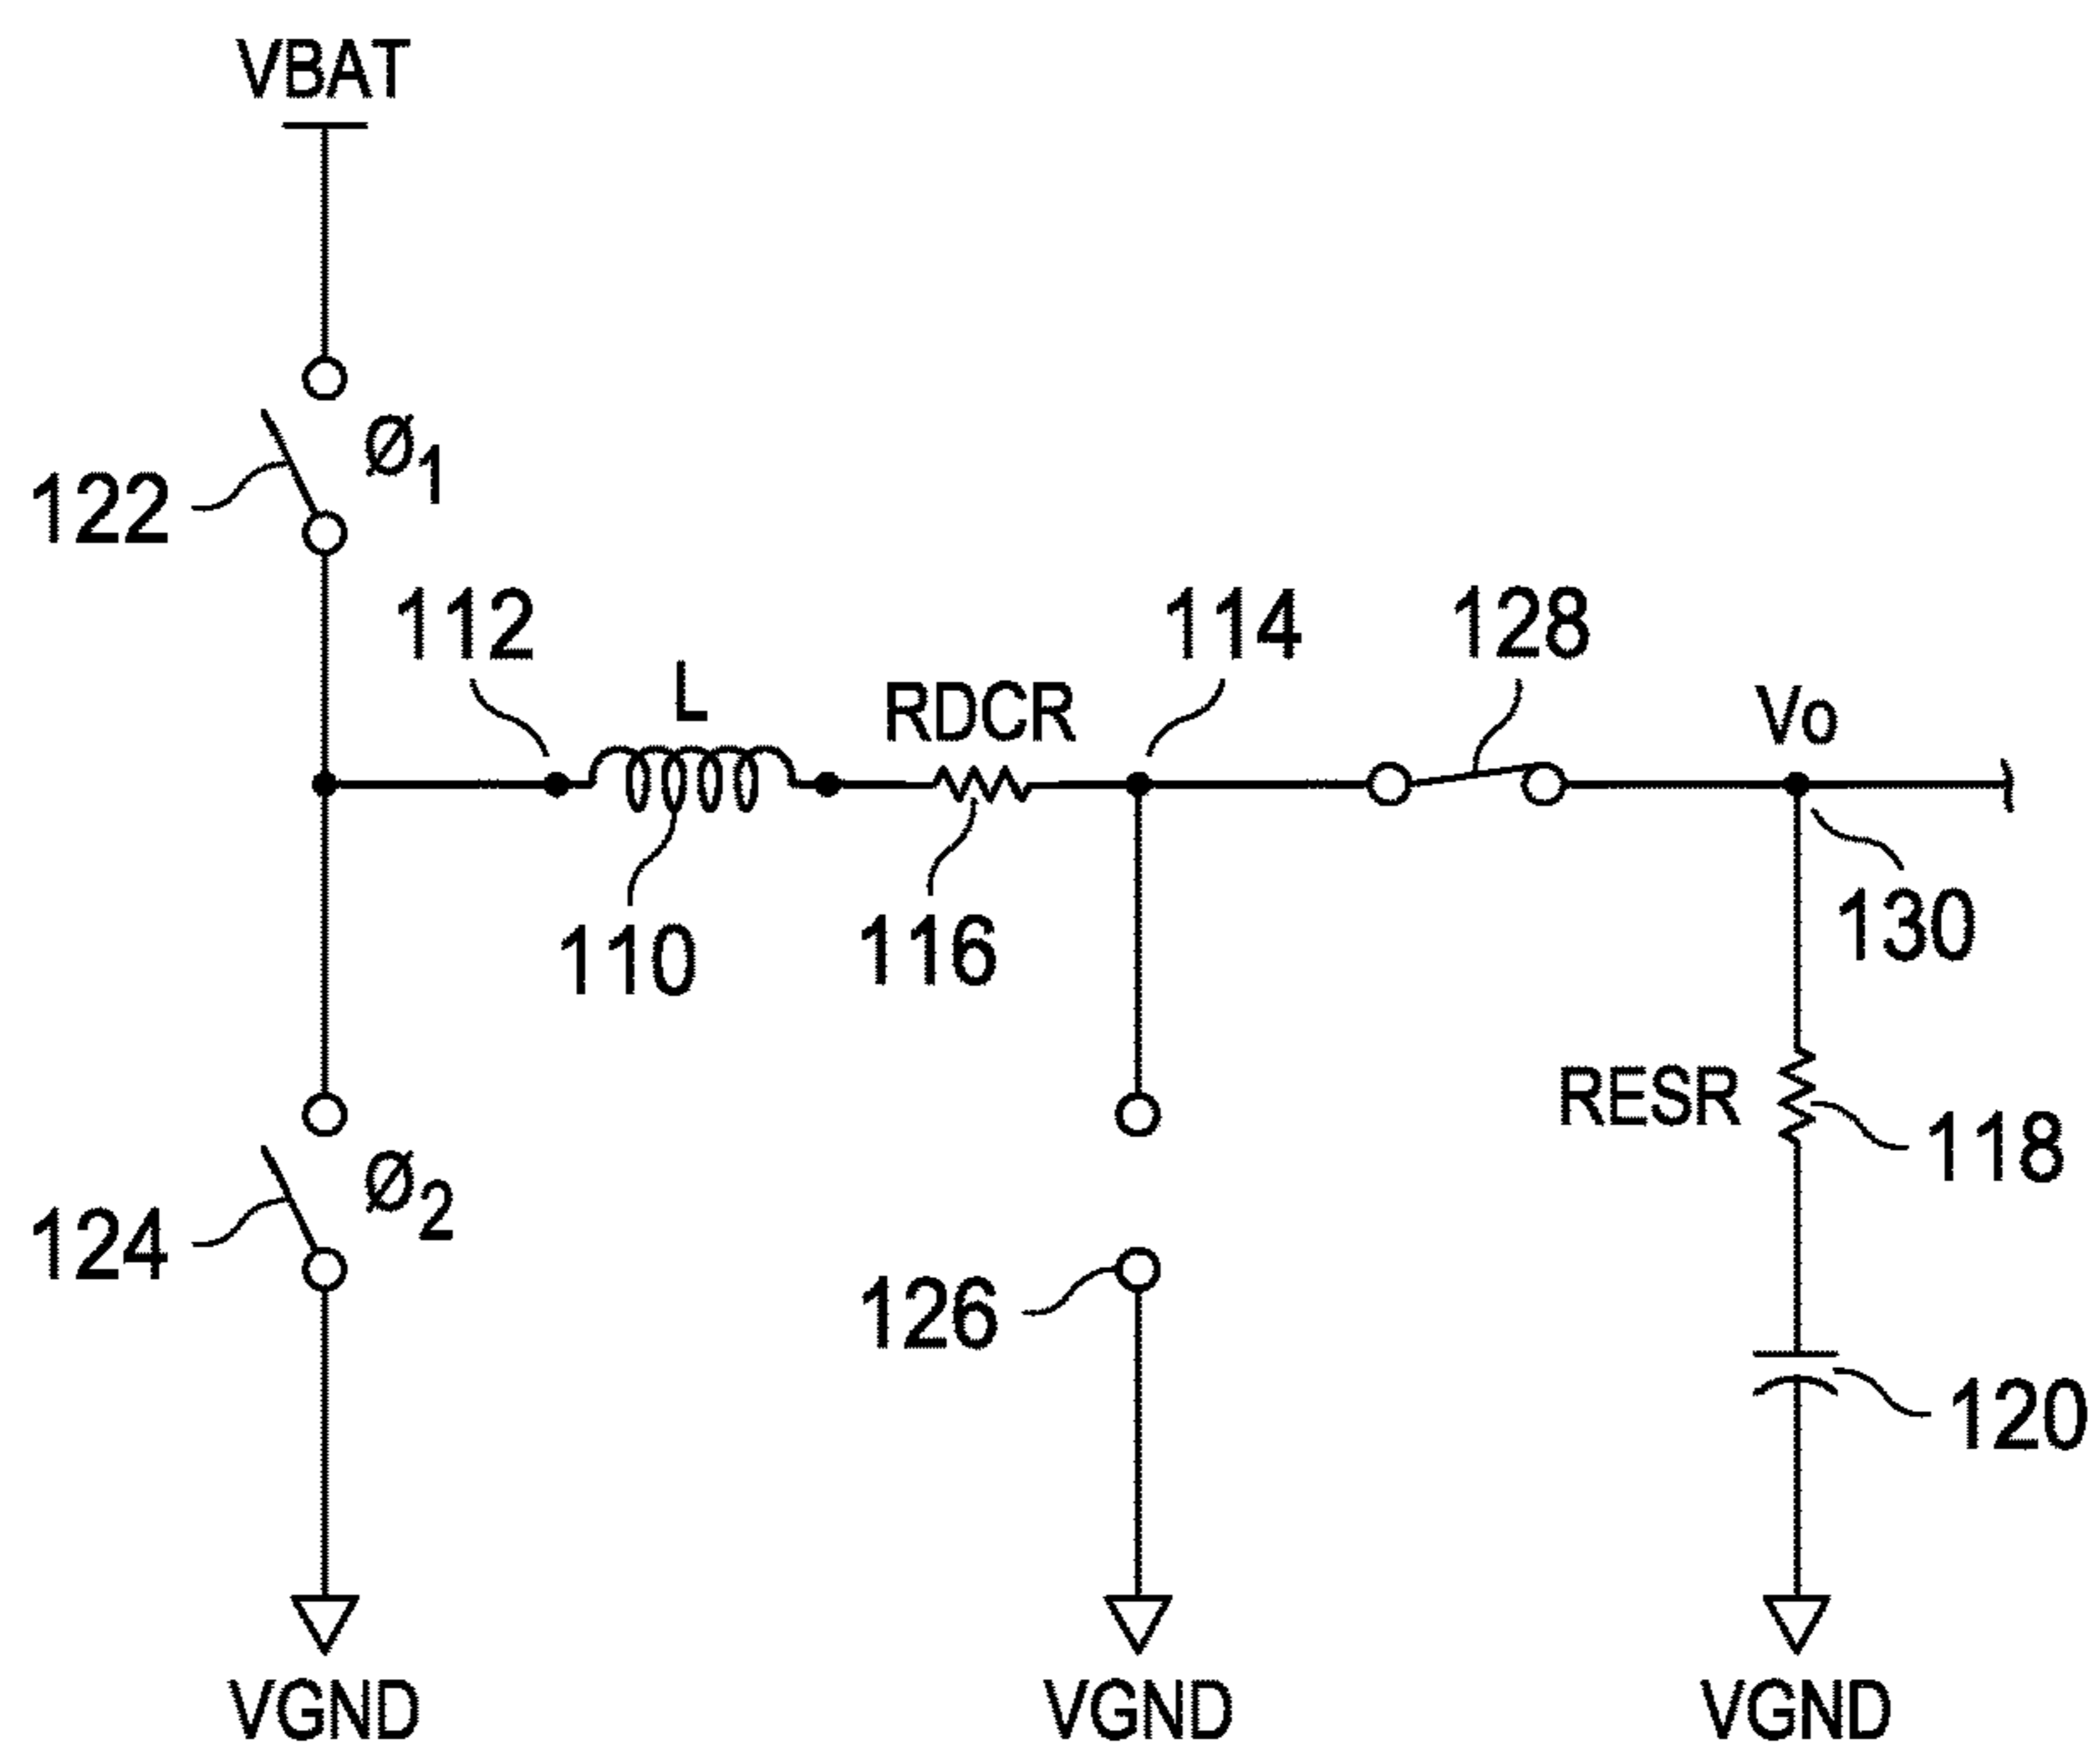 VBAT
Ø1
122
112
L
RDCR
114
128
Vo
110
116
130
RESR
118
Ø2
124
126
120
VGND
VGND
VGND